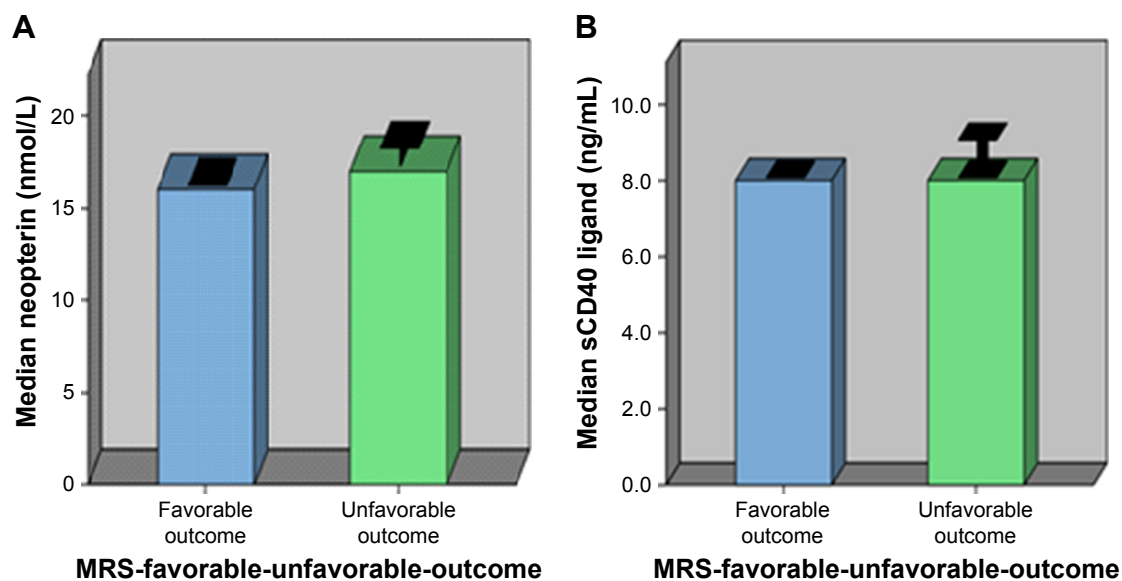 A
Median neopterin (nmol/L)
20
15
10
5
0
Favorable
outcome
Unfavorable
outcome
MRS-favorable-unfavorable-outcome
B
Median sCD40 ligand (ng/mL)
10.0
8.0
6.0
4.0
2.0
0.0
Favorable
outcome
Unfavorable
outcome
MRS-favorable-unfavorable-outcome